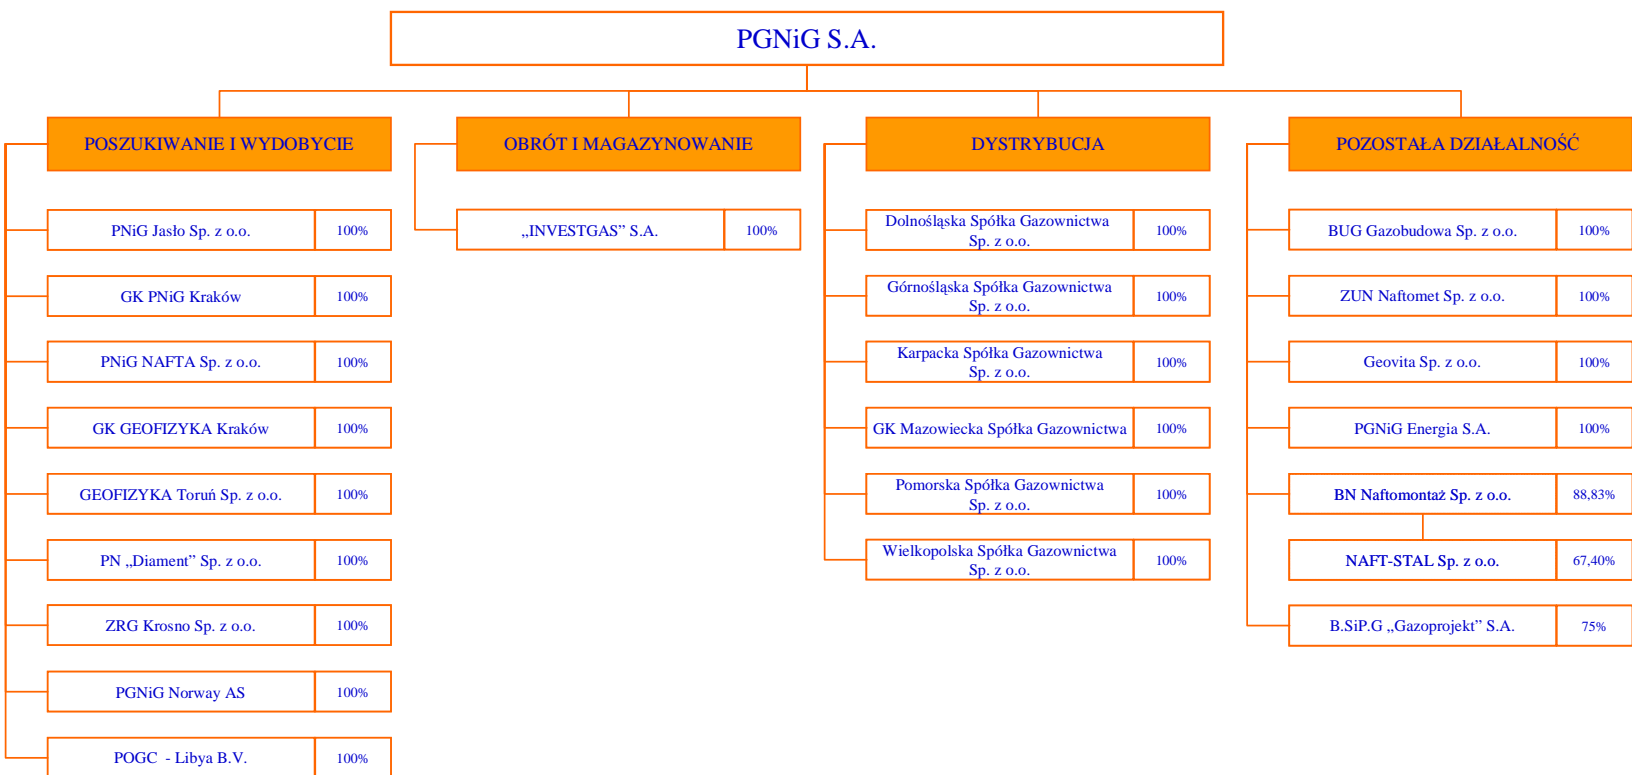 PGNiG S.A.
POSZUKIWANIE I WYDOBYCIE
PNiG Jasło Sp. z o.o. 100%
GK PNiG Kraków 100%
PNiG NAFTA Sp. z o.o. 100%
GK GEOFIZYKA Kraków 100%
GEOFIZYKA Toruń Sp. z o.o. 100%
PN „Diament” Sp. z o.o. 100%
ZRG Krosno Sp. z o.o. 100%
PGNiG Norway AS 100%
POGC - Libya B.V. 100%
OBRÓT I MAGAZYNOWANIE
„INVESTGAS” S.A. 100%
DYSTRYBUCJA
Dolnośląska Spółka Gazownictwa
Sp. z o.o. 100%
Górnośląska Spółka Gazownictwa
Sp. z o.o. 100%
Karpacka Spółka Gazownictwa
Sp. z o.o. 100%
GK Mazowiecka Spółka Gazownictwa 100%
Pomorska Spółka Gazownictwa
Sp. z o.o. 100%
Wielkopolska Spółka Gazownictwa
Sp. z o.o. 100%
POZOSTAŁA DZIAŁALNOŚĆ
BUG Gazobudowa Sp. z o.o. 100%
ZUN Naftomet Sp. z o.o. 100%
Geovita Sp. z o.o. 100%
PGNiG Energia S.A. 100%
BN Naftomontaż Sp. z o.o. 88,83%
NAFT-STAL Sp. z o.o. 67,40%
B.SiP.G „Gazoprojekt” S.A. 75%